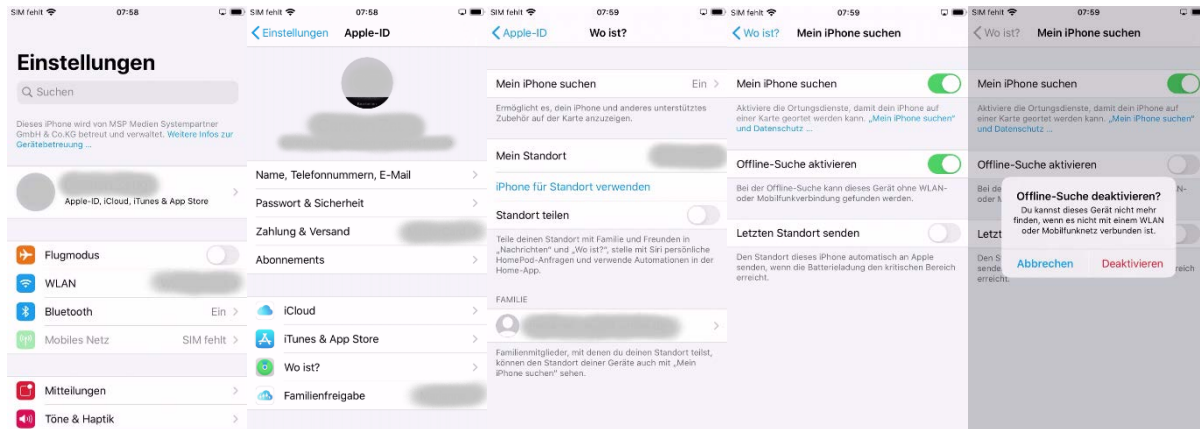 SIM fehlt
07:58
Einstellungen
Suchen
Dieses iPhone wird von MSP Medien Systempartner
GmbH & Co.KG betreut und verwaltet. Weitere Infos zur
Gerätebetreuung ...
Apple-ID, iCloud, iTunes & App Store
Flugmodus
WLAN
Bluetooth Ein
Mobiles Netz SIM fehlt
Mitteilungen
Töne & Haptik
SIM fehlt
07:58
Einstellungen Apple-ID
Name, Telefonnummern, E-Mail
Passwort & Sicherheit
Zahlung & Versand
Abonnements
iCloud
iTunes & App Store
Wo ist?
Familienfreigabe
SIM fehlt
07:59
Apple-ID Wo ist?
Mein iPhone suchen Ein
Ermöglicht es, dein iPhone und anderes unterstütztes
Zubehör auf der Karte anzuzeigen.
Mein Standort
iPhone für Standort verwenden
Standort teilen
Teile deinen Standort mit Familie und Freunden in
„Nachrichten“ und „Wo ist?“, stelle mit Siri persönliche
HomePod-Anfragen und verwende Automationen in der
Home-App.
FAMILIE
Familienmitglieder, mit denen du deinen Standort teilst,
können den Standort deiner Geräte auch mit „Mein
iPhone suchen“ sehen.
SIM fehlt
07:59
Wo ist? Mein iPhone suchen
Mein iPhone suchen
Aktiviere die Ortungsdienste, damit dein iPhone auf
einer Karte geortet werden kann. „Mein iPhone suchen“
und Datenschutz ...
Offline-Suche aktivieren
Bei der Offline-Suche kann dieses Gerät ohne WLAN-
oder Mobilfunkverbindung gefunden werden.
Letzten Standort senden
Den Standort dieses iPhone automatisch an Apple
senden, wenn die Batterieladung den kritischen Bereich
erreicht.
SIM fehlt
07:59
Wo ist? Mein iPhone suchen
Mein iPhone suchen
Aktiviere die Ortungsdienste, damit dein iPhone auf
einer Karte geortet werden kann. „Mein iPhone suchen“
und Datenschutz ...
Offline-Suche aktivieren
Offline-Suche deaktivieren?
Du kannst dieses Gerät nicht mehr
finden, wenn es nicht mit einem WLAN
oder Mobilfunknetz verbunden ist.
Abbrechen Deaktivieren
erreicht.